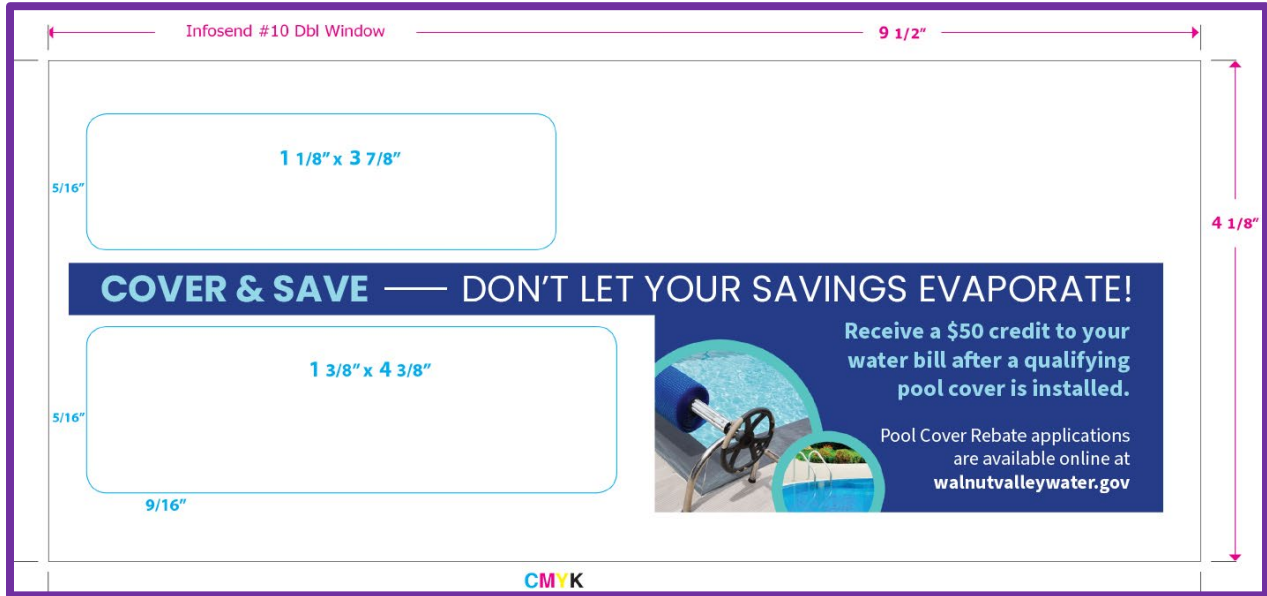 Infosend #10 Dbl Window
9 1/2"
1 1/8" x 3 7/8"
5/16"
4 1/8"
COVER & SAVE — DON'T LET YOUR SAVINGS EVAPORATE!
Receive a $50 credit to your
water bill after a qualifying
pool cover is installed.
1 3/8" x 4 3/8"
5/16"
Pool Cover Rebate applications
are available online at
walnutvalleywater.gov
9/16"
CMYK